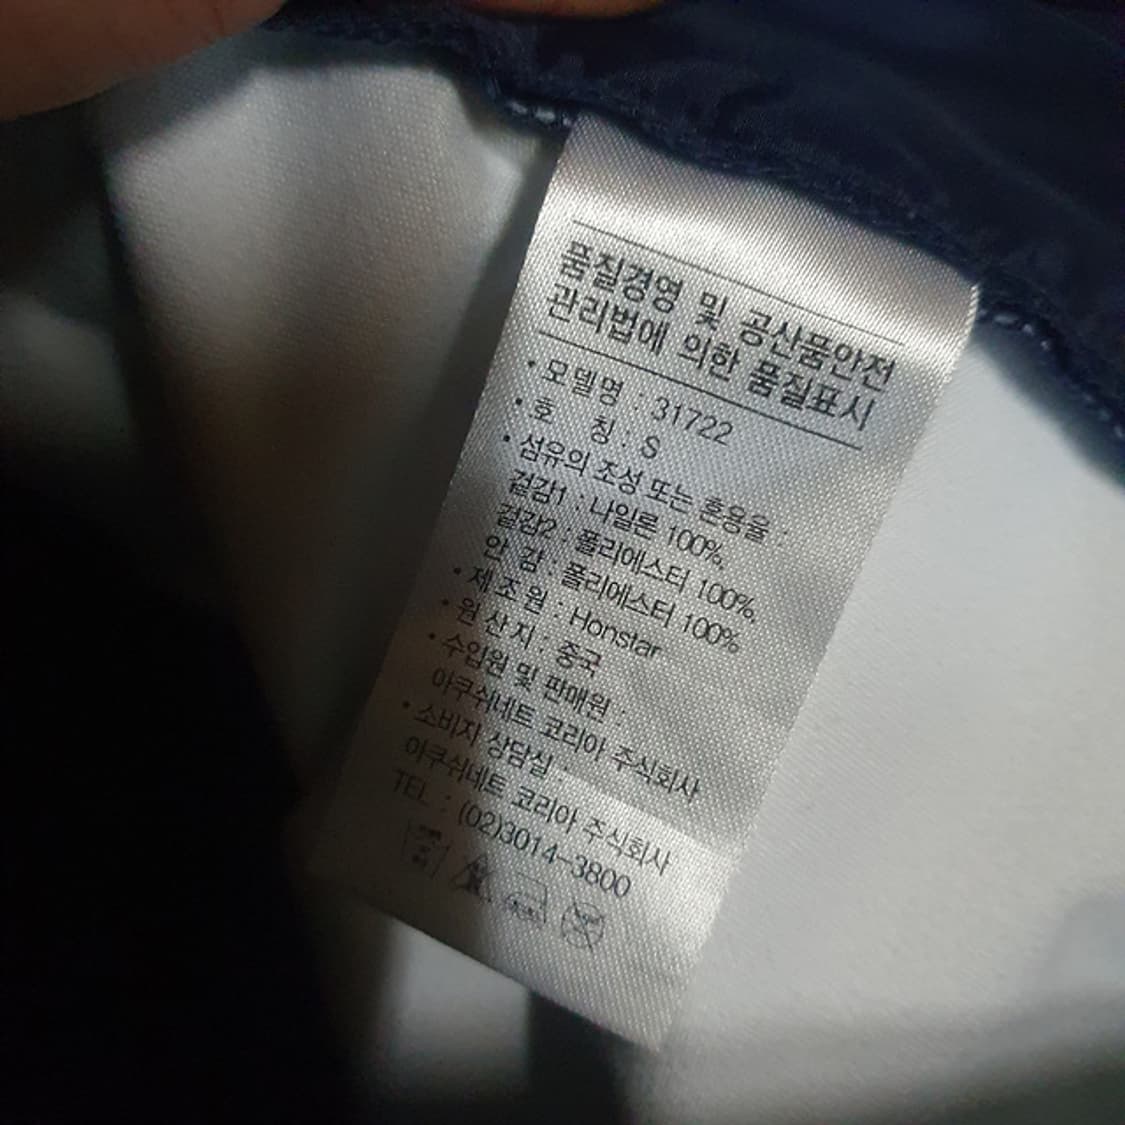 품질경영 및 공산품안전
관리법에 의한 품질표시
• 모델명 : 31722
• 호 칭 : S
• 섬유의 조성 또는 혼용율 :
겉감1 : 나일론 100%,
겉감2 : 폴리에스터 100%,
안 감 : 폴리에스터 100%
• 제 조 원 : Honstar
• 원 산 지 : 중국
• 수입원 및 판매원 :
아쿠쉬네트 코리아 주식회사
• 소비자 상담실 :
아쿠쉬네트 코리아 주식회사
TEL : (02)3014-3800